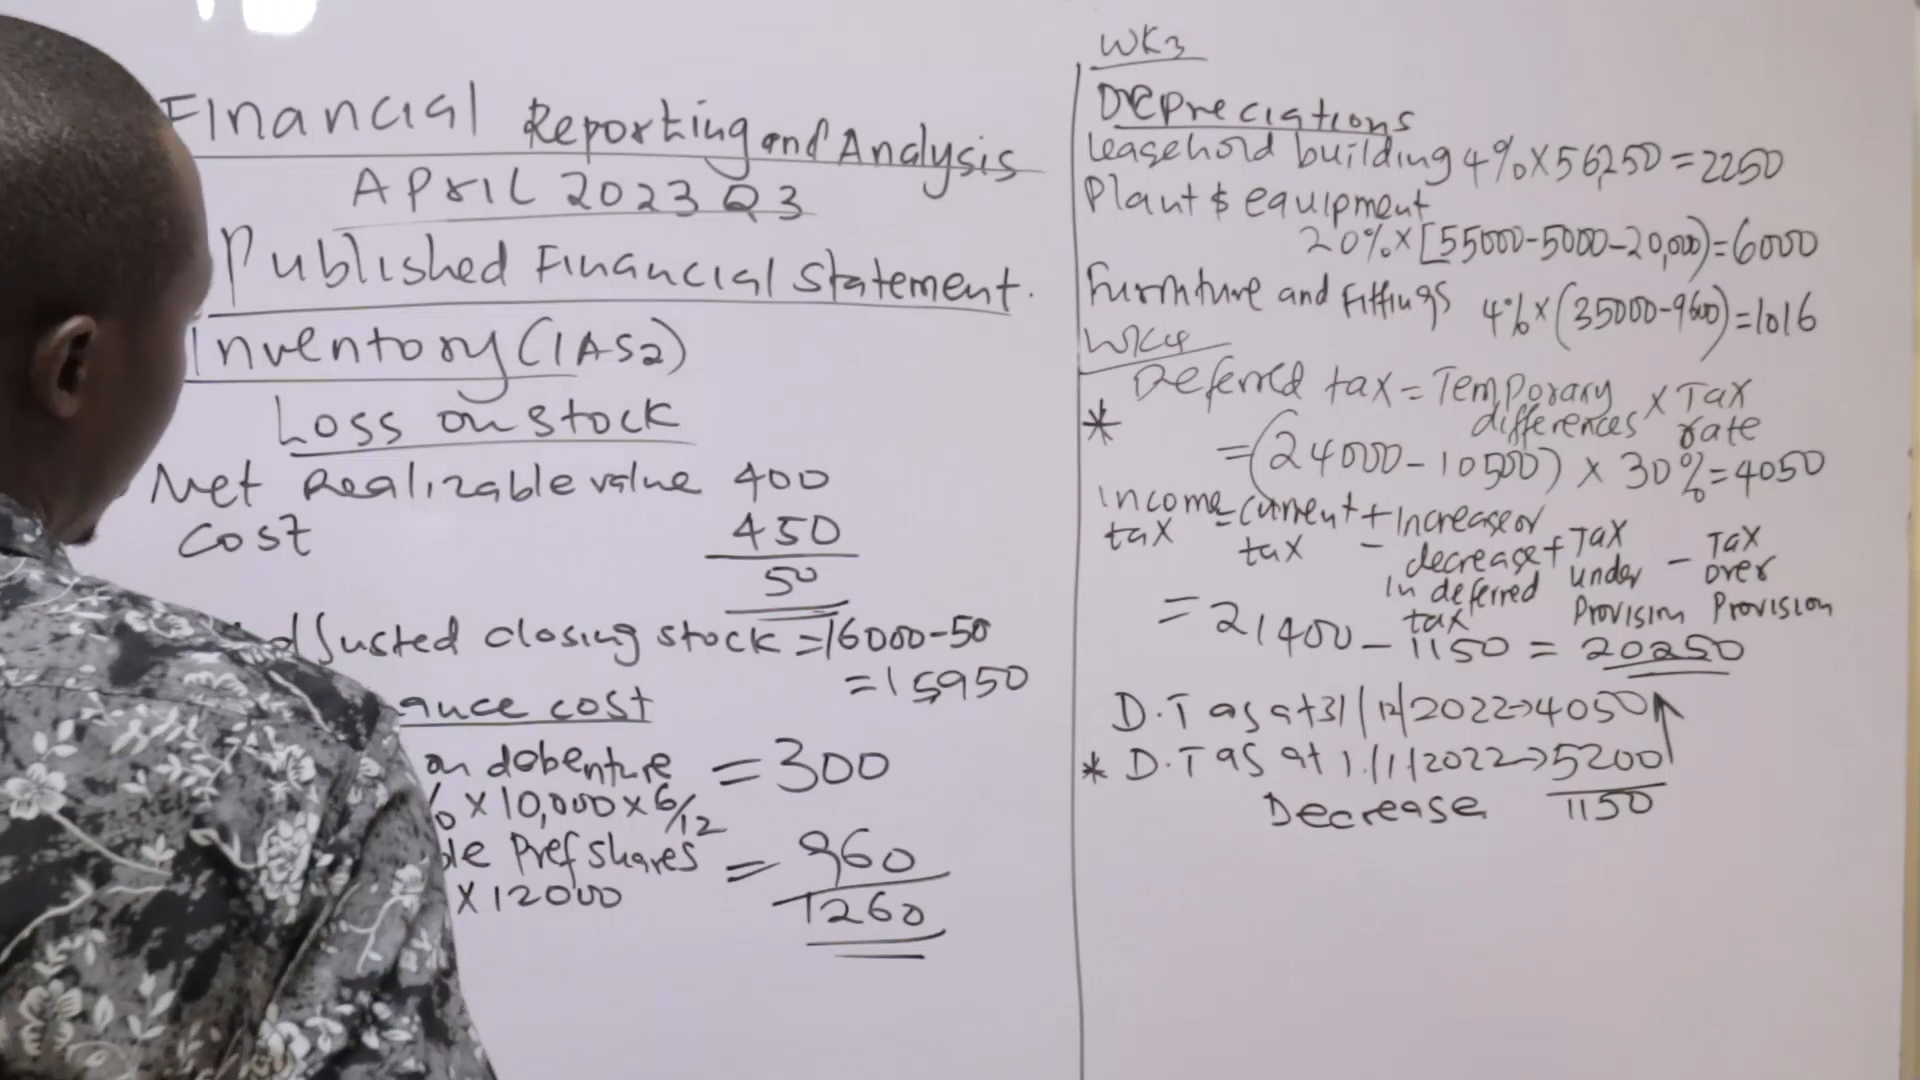 Financial Reporting and Analysis
APRIL 2023 Q3
Published Financial Statement.
Inventory (IAS2)
Loss on stock
Net Realizable value 400
Cost 450
50
Adjusted closing stock = 16000-50
= 15950
ance cost
on debenture = 300
% X 10,000 X 6/12
ble Pref shares = 960
X 12000
1260
WK3
Depreciations
Leasehold building 4% X 56,250 = 2250
Plant $ equipment
20% X [55000-5000-20,000) = 6000
Furniture and Fittings 4% X (35000-9600) = 1016
WK4
* Deferred tax = Temporary differences X Tax rate
= (24000-10500) X 30% = 4050
Income tax = current tax + - Increase or decrease in deferred tax + Tax under Provision - Tax over Provision
= 21400 - 1150 = 20250
D.T as at 31/12/2022 → 4050
* D.T as at 1/1/2022 → 5200
Decrease 1150